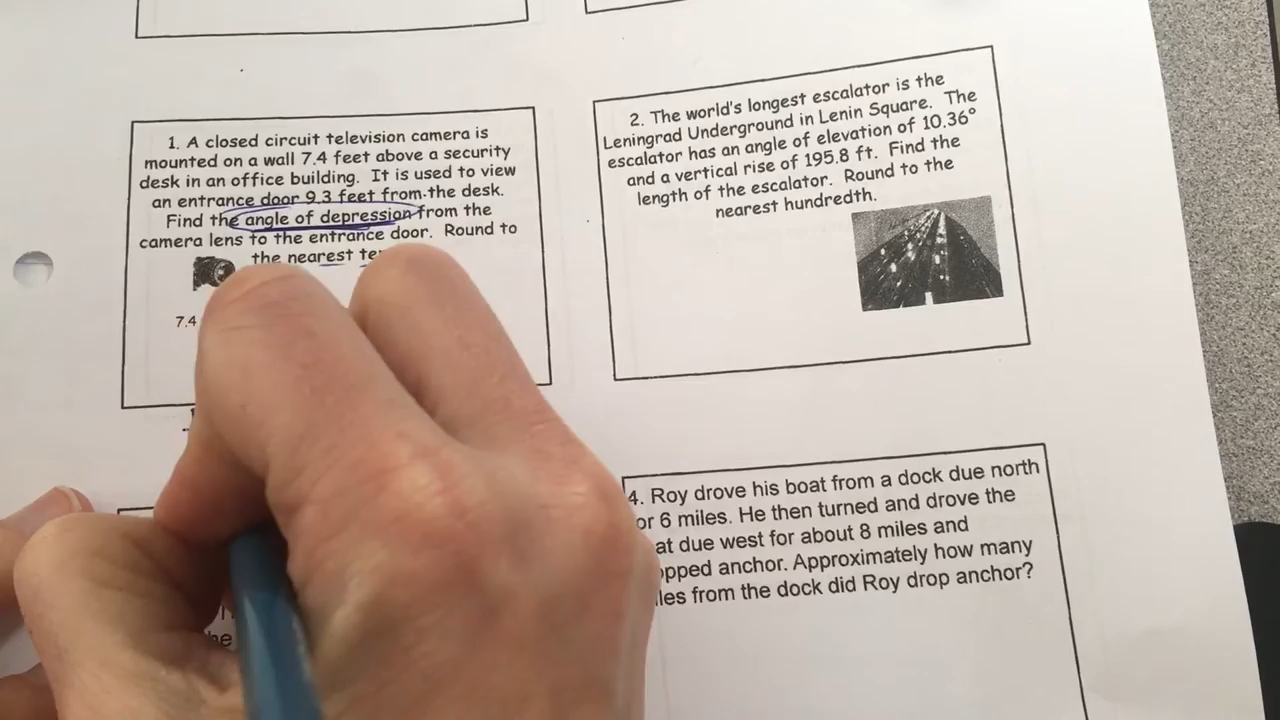 1. A closed circuit television camera is
mounted on a wall 7.4 feet above a security
desk in an office building. It is used to view
an entrance door 9.3 feet from the desk.
Find the angle of depression from the
camera lens to the entrance door. Round to
the nearest
7.4
2. The world's longest escalator is the
Leningrad Underground in Lenin Square. The
escalator has an angle of elevation of 10.36°
and a vertical rise of 195.8 ft. Find the
length of the escalator. Round to the
nearest hundredth.
4. Roy drove his boat from a dock due north
or 6 miles. He then turned and drove the
at due west for about 8 miles and
opped anchor. Approximately how many
les from the dock did Roy drop anchor?